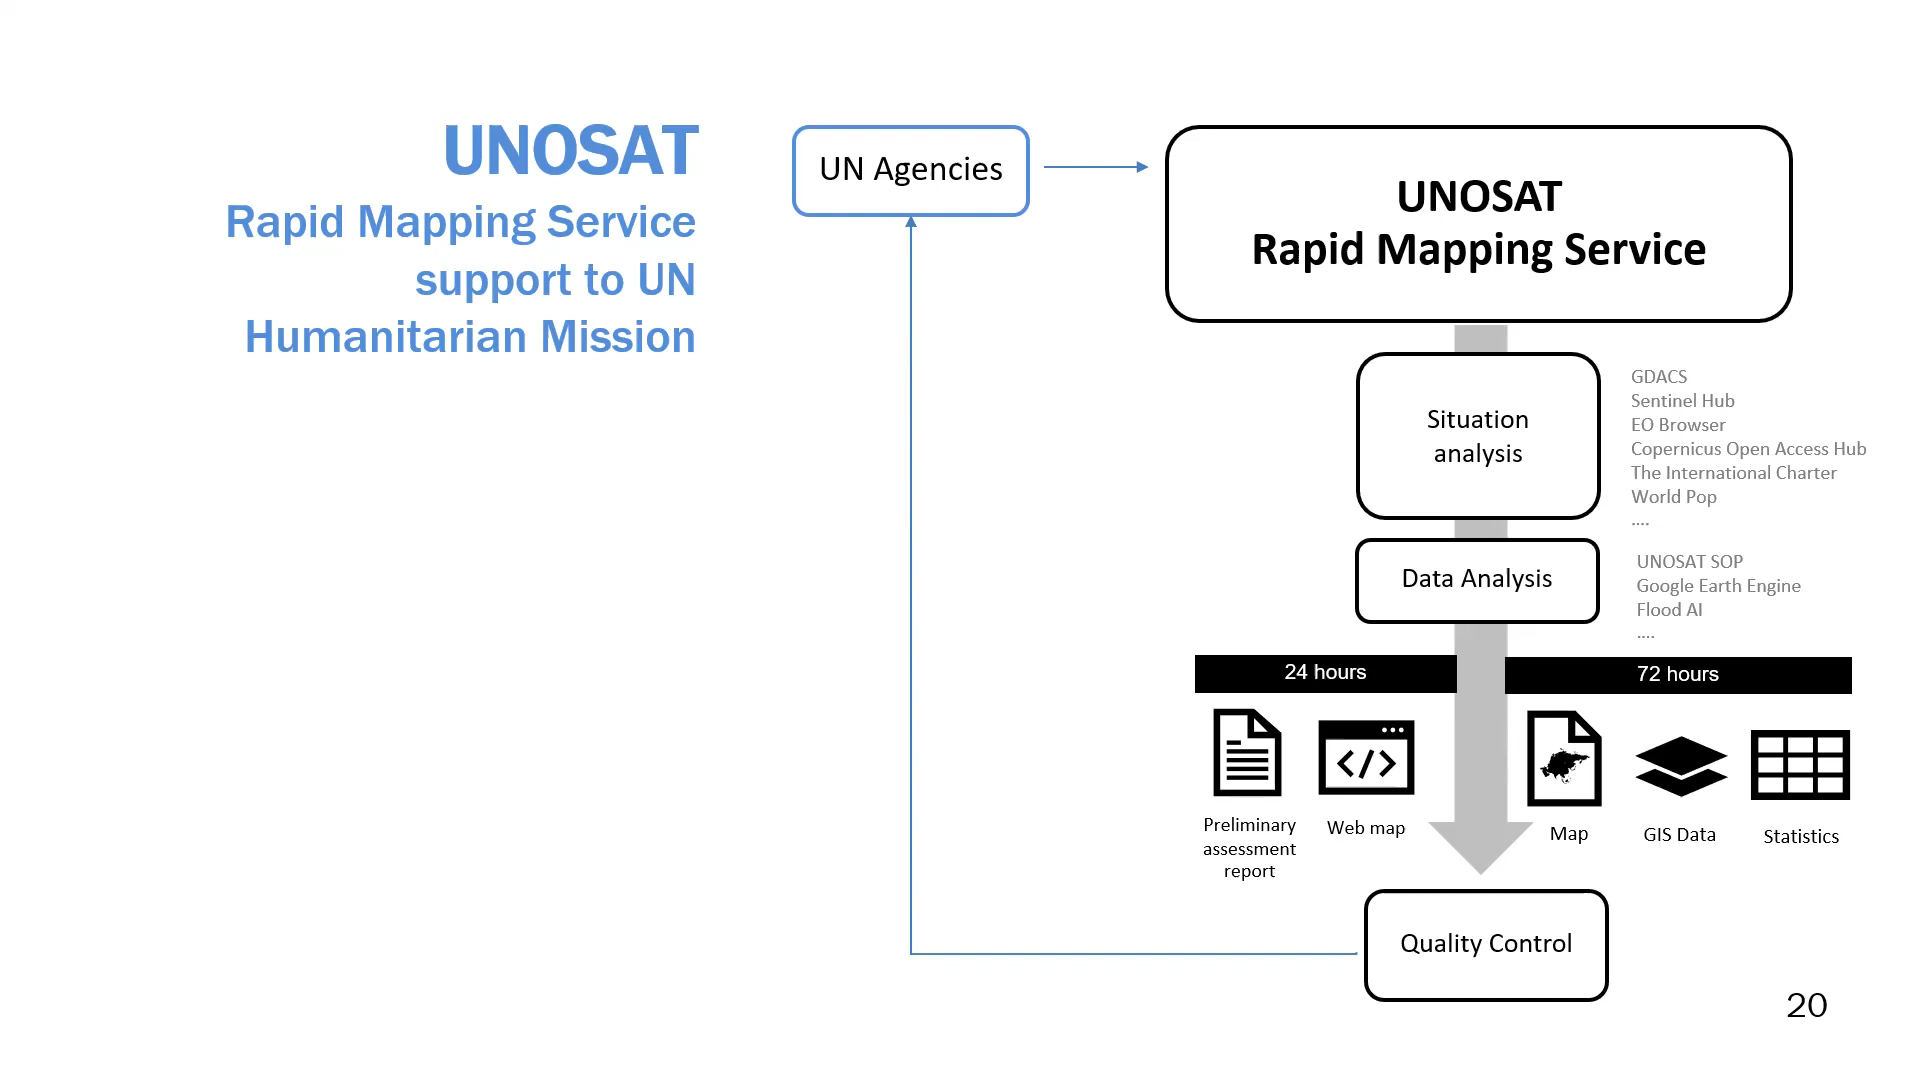 UNOSAT
Rapid Mapping Service
support to UN
Humanitarian Mission
UN Agencies
UNOSAT
Rapid Mapping Service
Situation
analysis
GDACS
Sentinel Hub
EO Browser
Copernicus Open Access Hub
The International Charter
World Pop
....
Data Analysis
UNOSAT SOP
Google Earth Engine
Flood AI
....
24 hours
72 hours
Preliminary
assessment
report
Web map
Map
GIS Data
Statistics
Quality Control
20